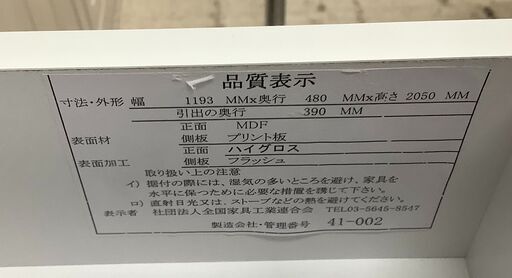 品質表示
寸法・外形 幅 1193 MMx奥行 480 MMx高さ 2050 MM
引出の奥行 390 MM
正面 MDF
表面材 側板 プリント板
正面 ハイグロス
表面加工 側板 フラッシュ
取り扱い上の注意
イ）据付の際には、湿気の多いところを避け、家具を
水平に保つために必要な措置を講じて下さい。
ロ）直射日光又は、ストーブなどの熱を避けてください。
表示者 社団法人全国家具工業連合会 TEL03-5645-8547
製造会社・管理番号 41-002